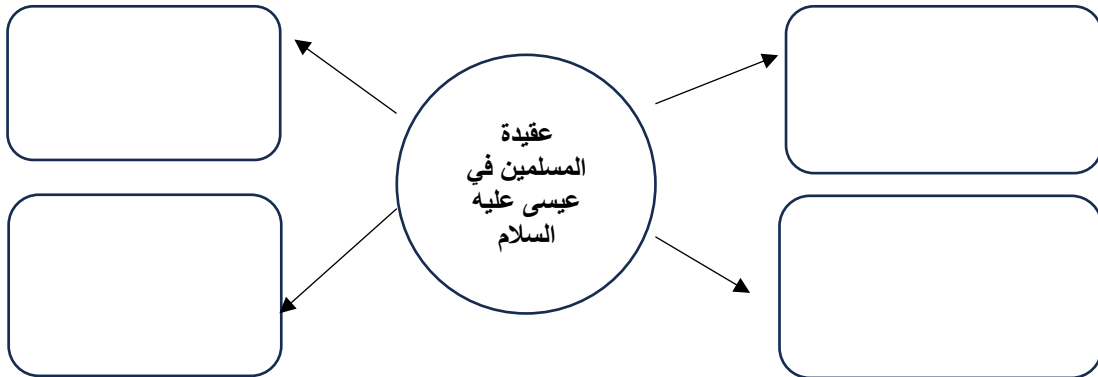 عقيدة
المسلمين في
عيسى عليه
السلام